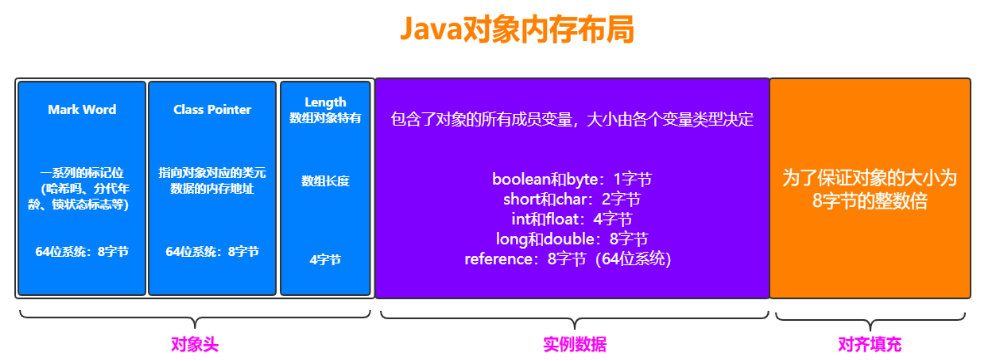 Java对象内存布局
Mark Word
一系列的标记位
（哈希吗、分代年
龄、锁状态标志等）
64位系统：8字节
Class Pointer
指向对象对应的类元
数据的内存地址
64位系统：8字节
Length
数组对象特有
数组长度
4字节
包含了对象的所有成员变量，大小由各个变量类型决定
boolean和byte：1字节
short和char：2字节
int和float：4字节
long和double：8字节
reference：8字节（64位系统）
为了保证对象的大小为
8字节的整数倍
对象头
实例数据
对齐填充